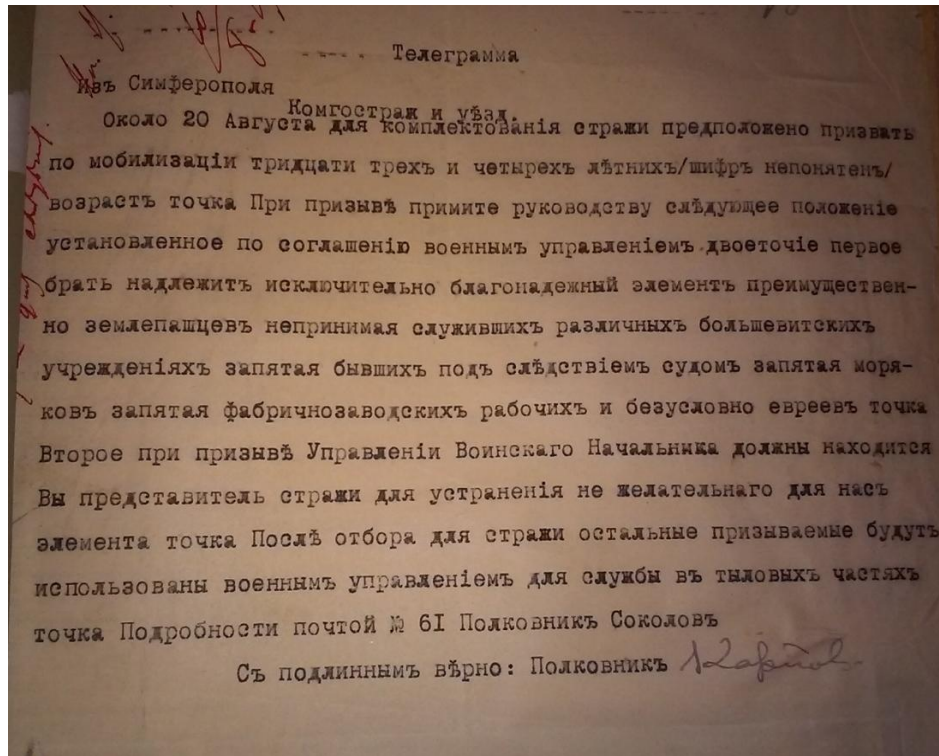 Телеграмма
Изъ Симферополя
Комгостраж и уѣзд.
Около 20 Августа для комплектованія стражи предположено призвать
по мобилизаціи тридцати трехъ и четырехъ лѣтнихъ/шифръ непонятенъ/
возрастъ точка При призывѣ примите руководству слѣдующее положеніе
установленное по соглашенію военнымъ управленіемъ двоеточіе первое
брать надлежитъ исключительно благонадежный элементъ преимуществен-
но землепашцевъ непринимая служившихъ различныхъ большевитскихъ
учрежденіяхъ запятая бывшихъ подъ слѣдствіемъ судомъ запятая моря-
ковъ запятая фабричнозаводскихъ рабочихъ и безусловно евреевъ точка
Второе при призывѣ Управленіи Воинскаго Начальника должны находится
Вы представитель стражи для устраненія не желательнаго для насъ
элемента точка Послѣ отбора для стражи остальные призываемые будутъ
использованы военнымъ управленіемъ для службы въ тыловыхъ частяхъ
точка Подробности почтой № 6I Полковникъ Соколовъ
Съ подлиннымъ вѣрно: Полковникъ